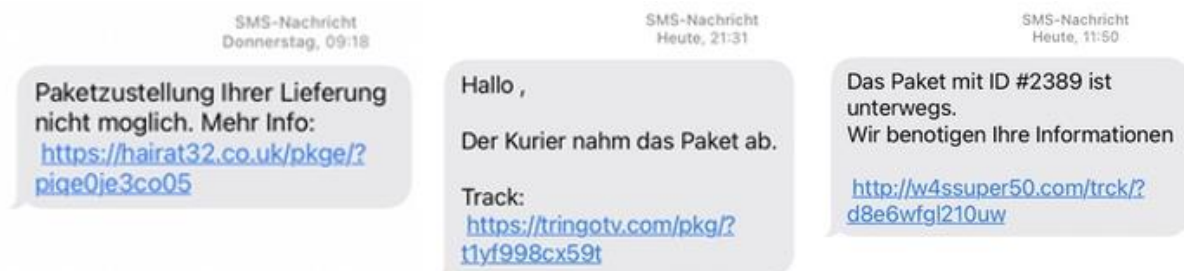 SMS-Nachricht
Donnerstag, 09:18
Paketzustellung Ihrer Lieferung
nicht moglich. Mehr Info:
https://hairat32.co.uk/pkge/?
piqe0je3co05
SMS-Nachricht
Heute, 21:31
Hallo ,
Der Kurier nahm das Paket ab.
Track:
https://tringotv.com/pkg/?
t1yf998cx59t
SMS-Nachricht
Heute, 11:50
Das Paket mit ID #2389 ist
unterwegs.
Wir benotigen Ihre Informationen
http://w4ssuper50.com/trck/?
d8e6wfgl210uw